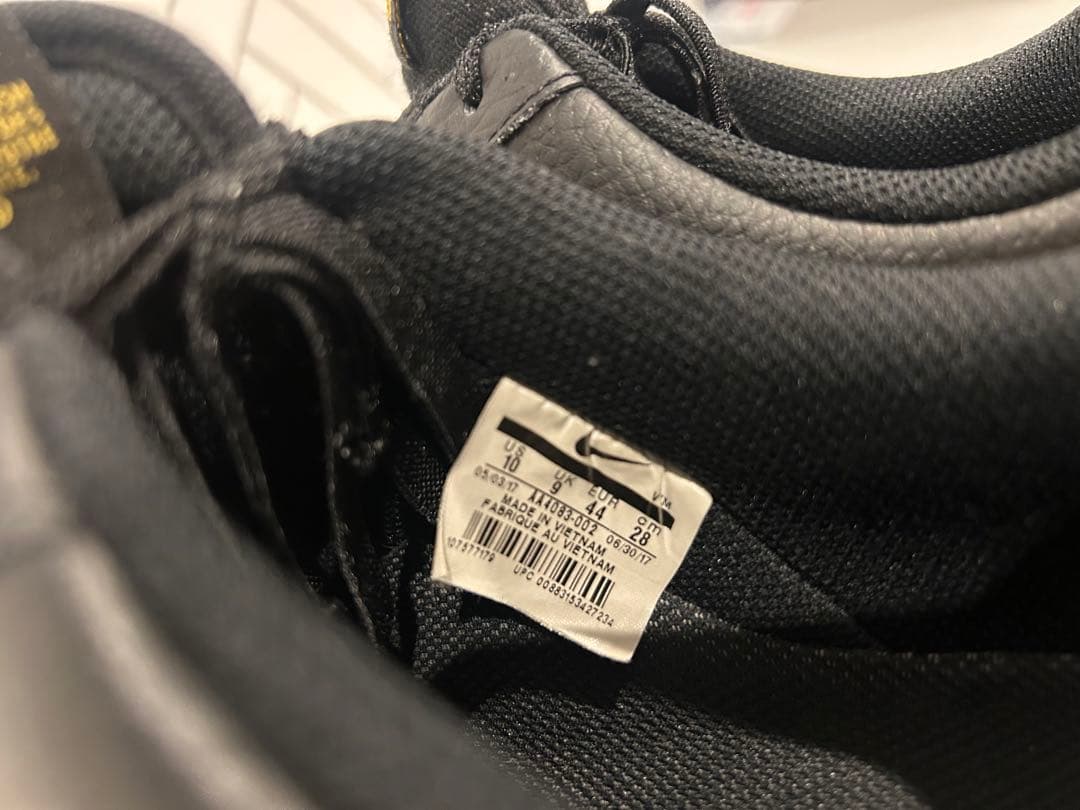 US UK EUR cm
10 9 44 28
05/03/17 AA4083-002 06/30/17
MADE IN VIETNAM
FABRIQUE AU VIETNAM
107577179 UPC 00883153427234